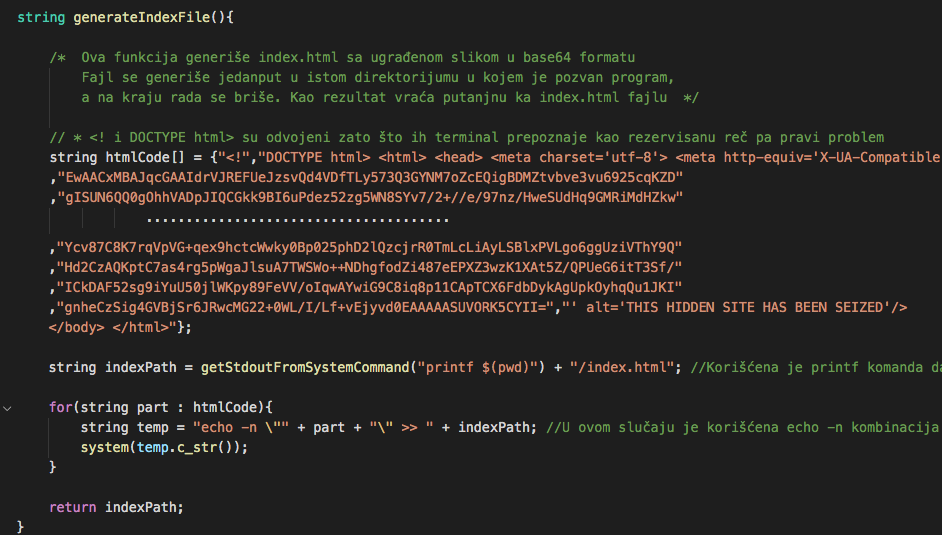 string generateIndexFile(){
/*  Ova funkcija generiše index.html sa ugrađenom slikom u base64 formatu
Fajl se generiše jedanput u istom direktorijumu u kojem je pozvan program,
a na kraju rada se briše. Kao rezultat vraća putanjnu ka index.html fajlu  */
// * <! i DOCTYPE html> su odvojeni zato što ih terminal prepoznaje kao rezervisanu reč pa pravi problem
string htmlCode[] = {"<!","DOCTYPE html> <html> <head> <meta charset='utf-8'> <meta http-equiv='X-UA-Compatible
,"EwAACxMBAJqcGAAIdrVJREFUeJzsvQd4VDfTLy573Q3GYNM7oZcEQigBDMZtvbve3vu6925cqKZD"
,"gISUN6QQ0gOhhVADpJIQCGkk9BI6uPdez52zg5WN8SYv7/2+//e/97nz/HweSUdHq9GMRiMdHZkw"
......................................
,"Ycv87C8K7rqVpVG+qex9hctcWwky0Bp025phD2lQzcjrR0TmLcLiAyLSBlxPVLgo6ggUziVThY9Q"
,"Hd2CzAQKptC7as4rg5pWgaJlsuA7TWSWo++NDhgfodZi487eEPXZ3wzK1XAt5Z/QPUeG6itT3Sf/"
,"ICkDAF52sg9iYuU50jlWKpy89FeVV/oIqwAYwiG9C8iq8p11CApTCX6FdbDykAgUpkOyhqQu1JKI"
,"gnheCzSig4GVBjSr6JRwcMG22+0WL/I/Lf+vEjyvd0EAAAAASUVORK5CYII=","' alt='THIS HIDDEN SITE HAS BEEN SEIZED'/>
</body> </html>"};
string indexPath = getStdoutFromSystemCommand("printf $(pwd)") + "/index.html"; //Korišćena je printf komanda da
for(string part : htmlCode){
string temp = "echo -n \"" + part + "\" >> " + indexPath; //U ovom slučaju je korišćena echo -n kombinacija
system(temp.c_str());
}
return indexPath;
}